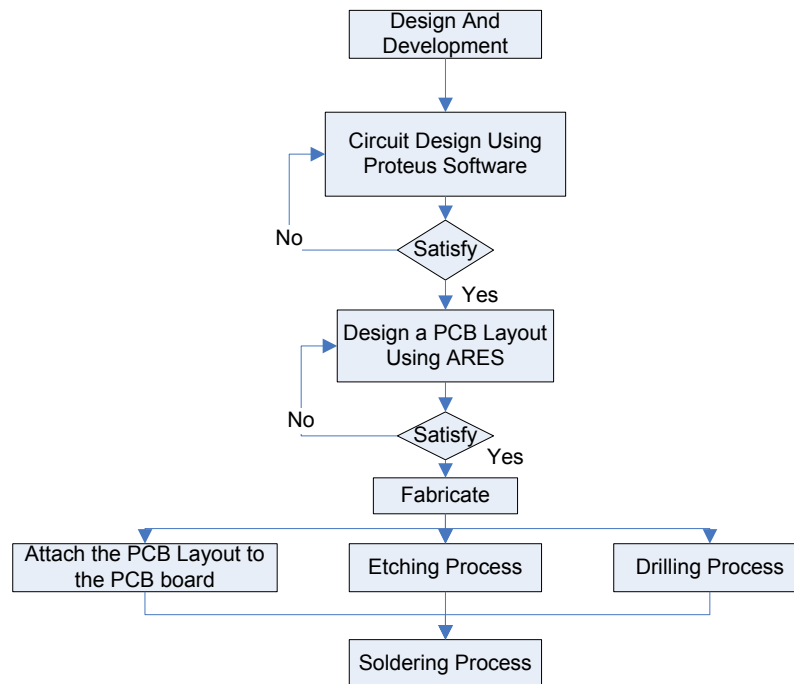 Design And
Development
Circuit Design Using
Proteus Software
No
Satisfy
Yes
Design a PCB Layout
Using ARES
No
Satisfy
Yes
Fabricate
Attach the PCB Layout to
the PCB board
Etching Process
Drilling Process
Soldering Process